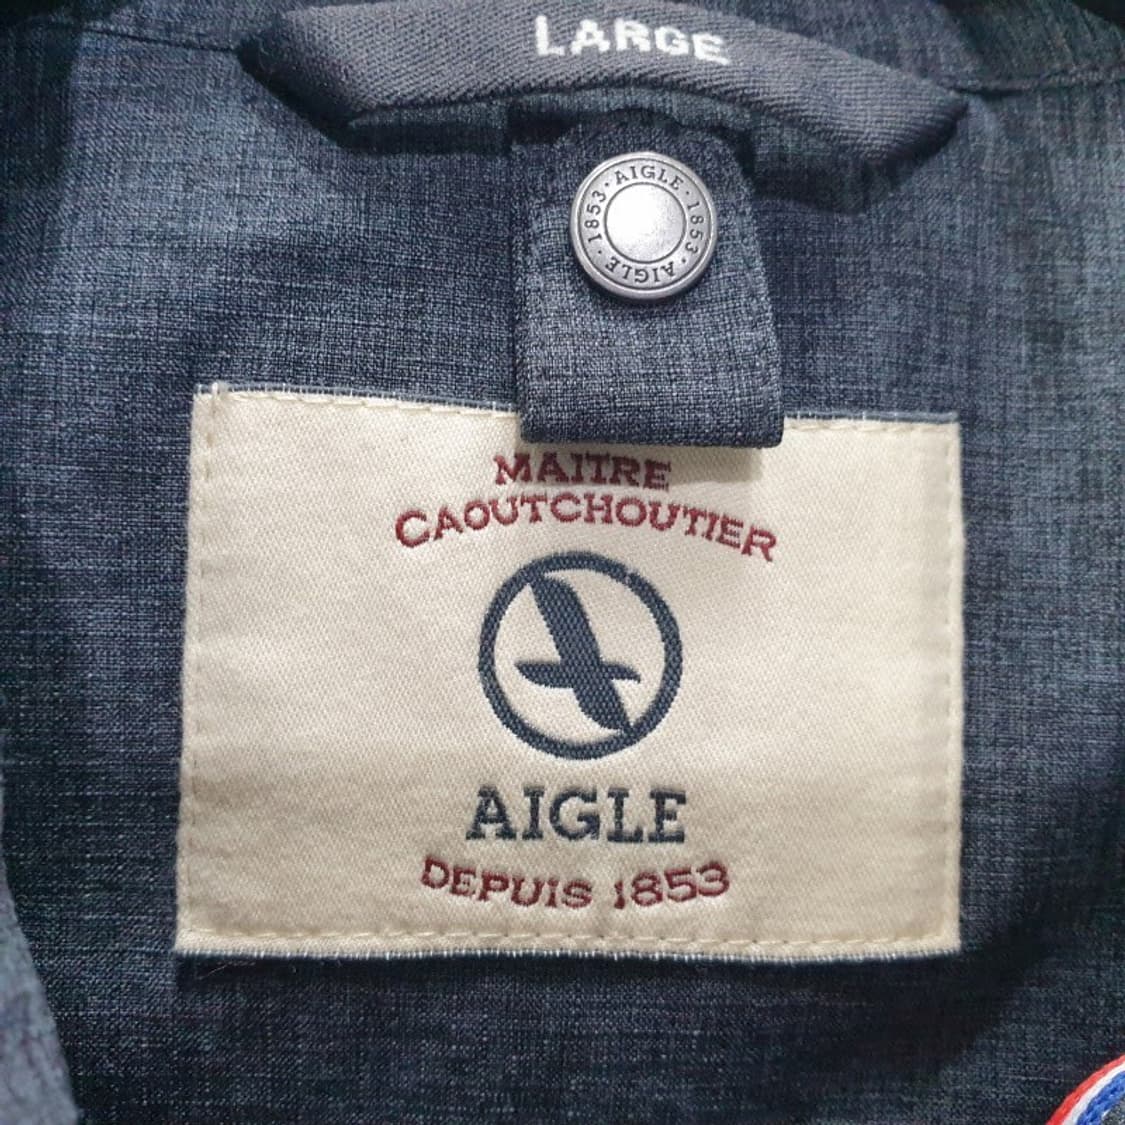 LARGE
AIGLE · 1853 · AIGLE · 1853 ·
MAITRE
CAOUTCHOUTIER
AIGLE
DEPUIS 1853